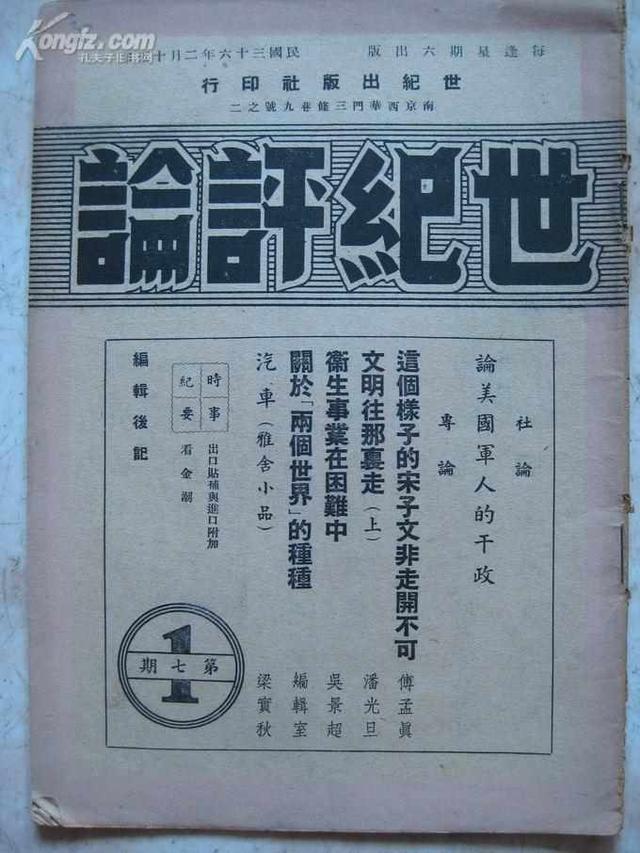 Kongfz.com
孔夫子旧书网
每逢星期六出版　民國三十六年二月十
世紀出版社印行
南京西華門三條巷九號之二
世紀評論
社論
論美國軍人的干政
專論
這個樣子的宋子文非走開不可　傅孟眞
文明往那裏走（上）　潘光旦
衞生事業在困難中　吳景超
關於「兩個世界」的種種　編輯室
汽車（雅舍小品）　梁實秋
時事紀要
出口貼補與進口附加
看金潮
編輯後記
1
第七期